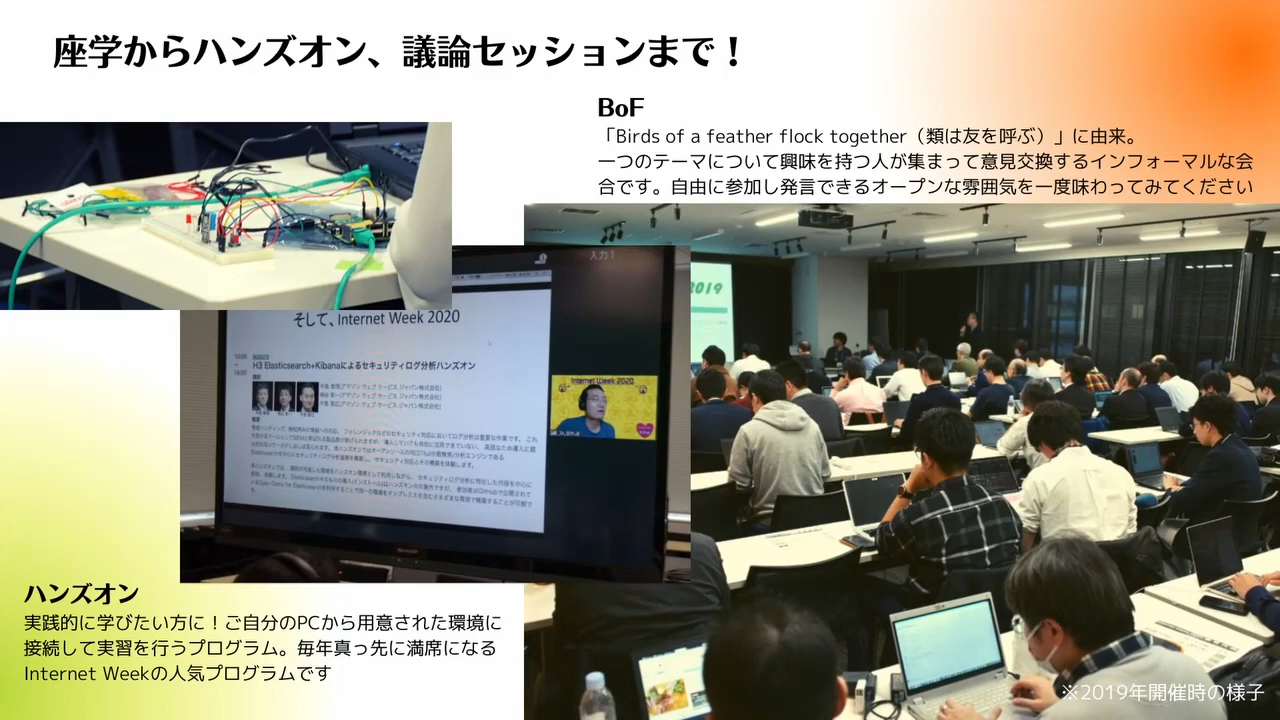 座学からハンズオン、議論セッションまで！
BoF
「Birds of a feather flock together（類は友を呼ぶ）」に由来。
一つのテーマについて興味を持つ人が集まって意見交換するインフォーマルな会
合です。自由に参加し発言できるオープンな雰囲気を一度味わってみてください
2019
入力！
そして、Internet Week 2020
H3 Elasticsearch+Kibanaによるセキュリティログ分析ハンズオン
Internet Week 2020
SHARP
ハンズオン
実践的に学びたい方に！ご自分のPCから用意された環境に
接続して実習を行うプログラム。毎年真っ先に満席になる
Internet Weekの人気プログラムです
※2019年開催時の様子